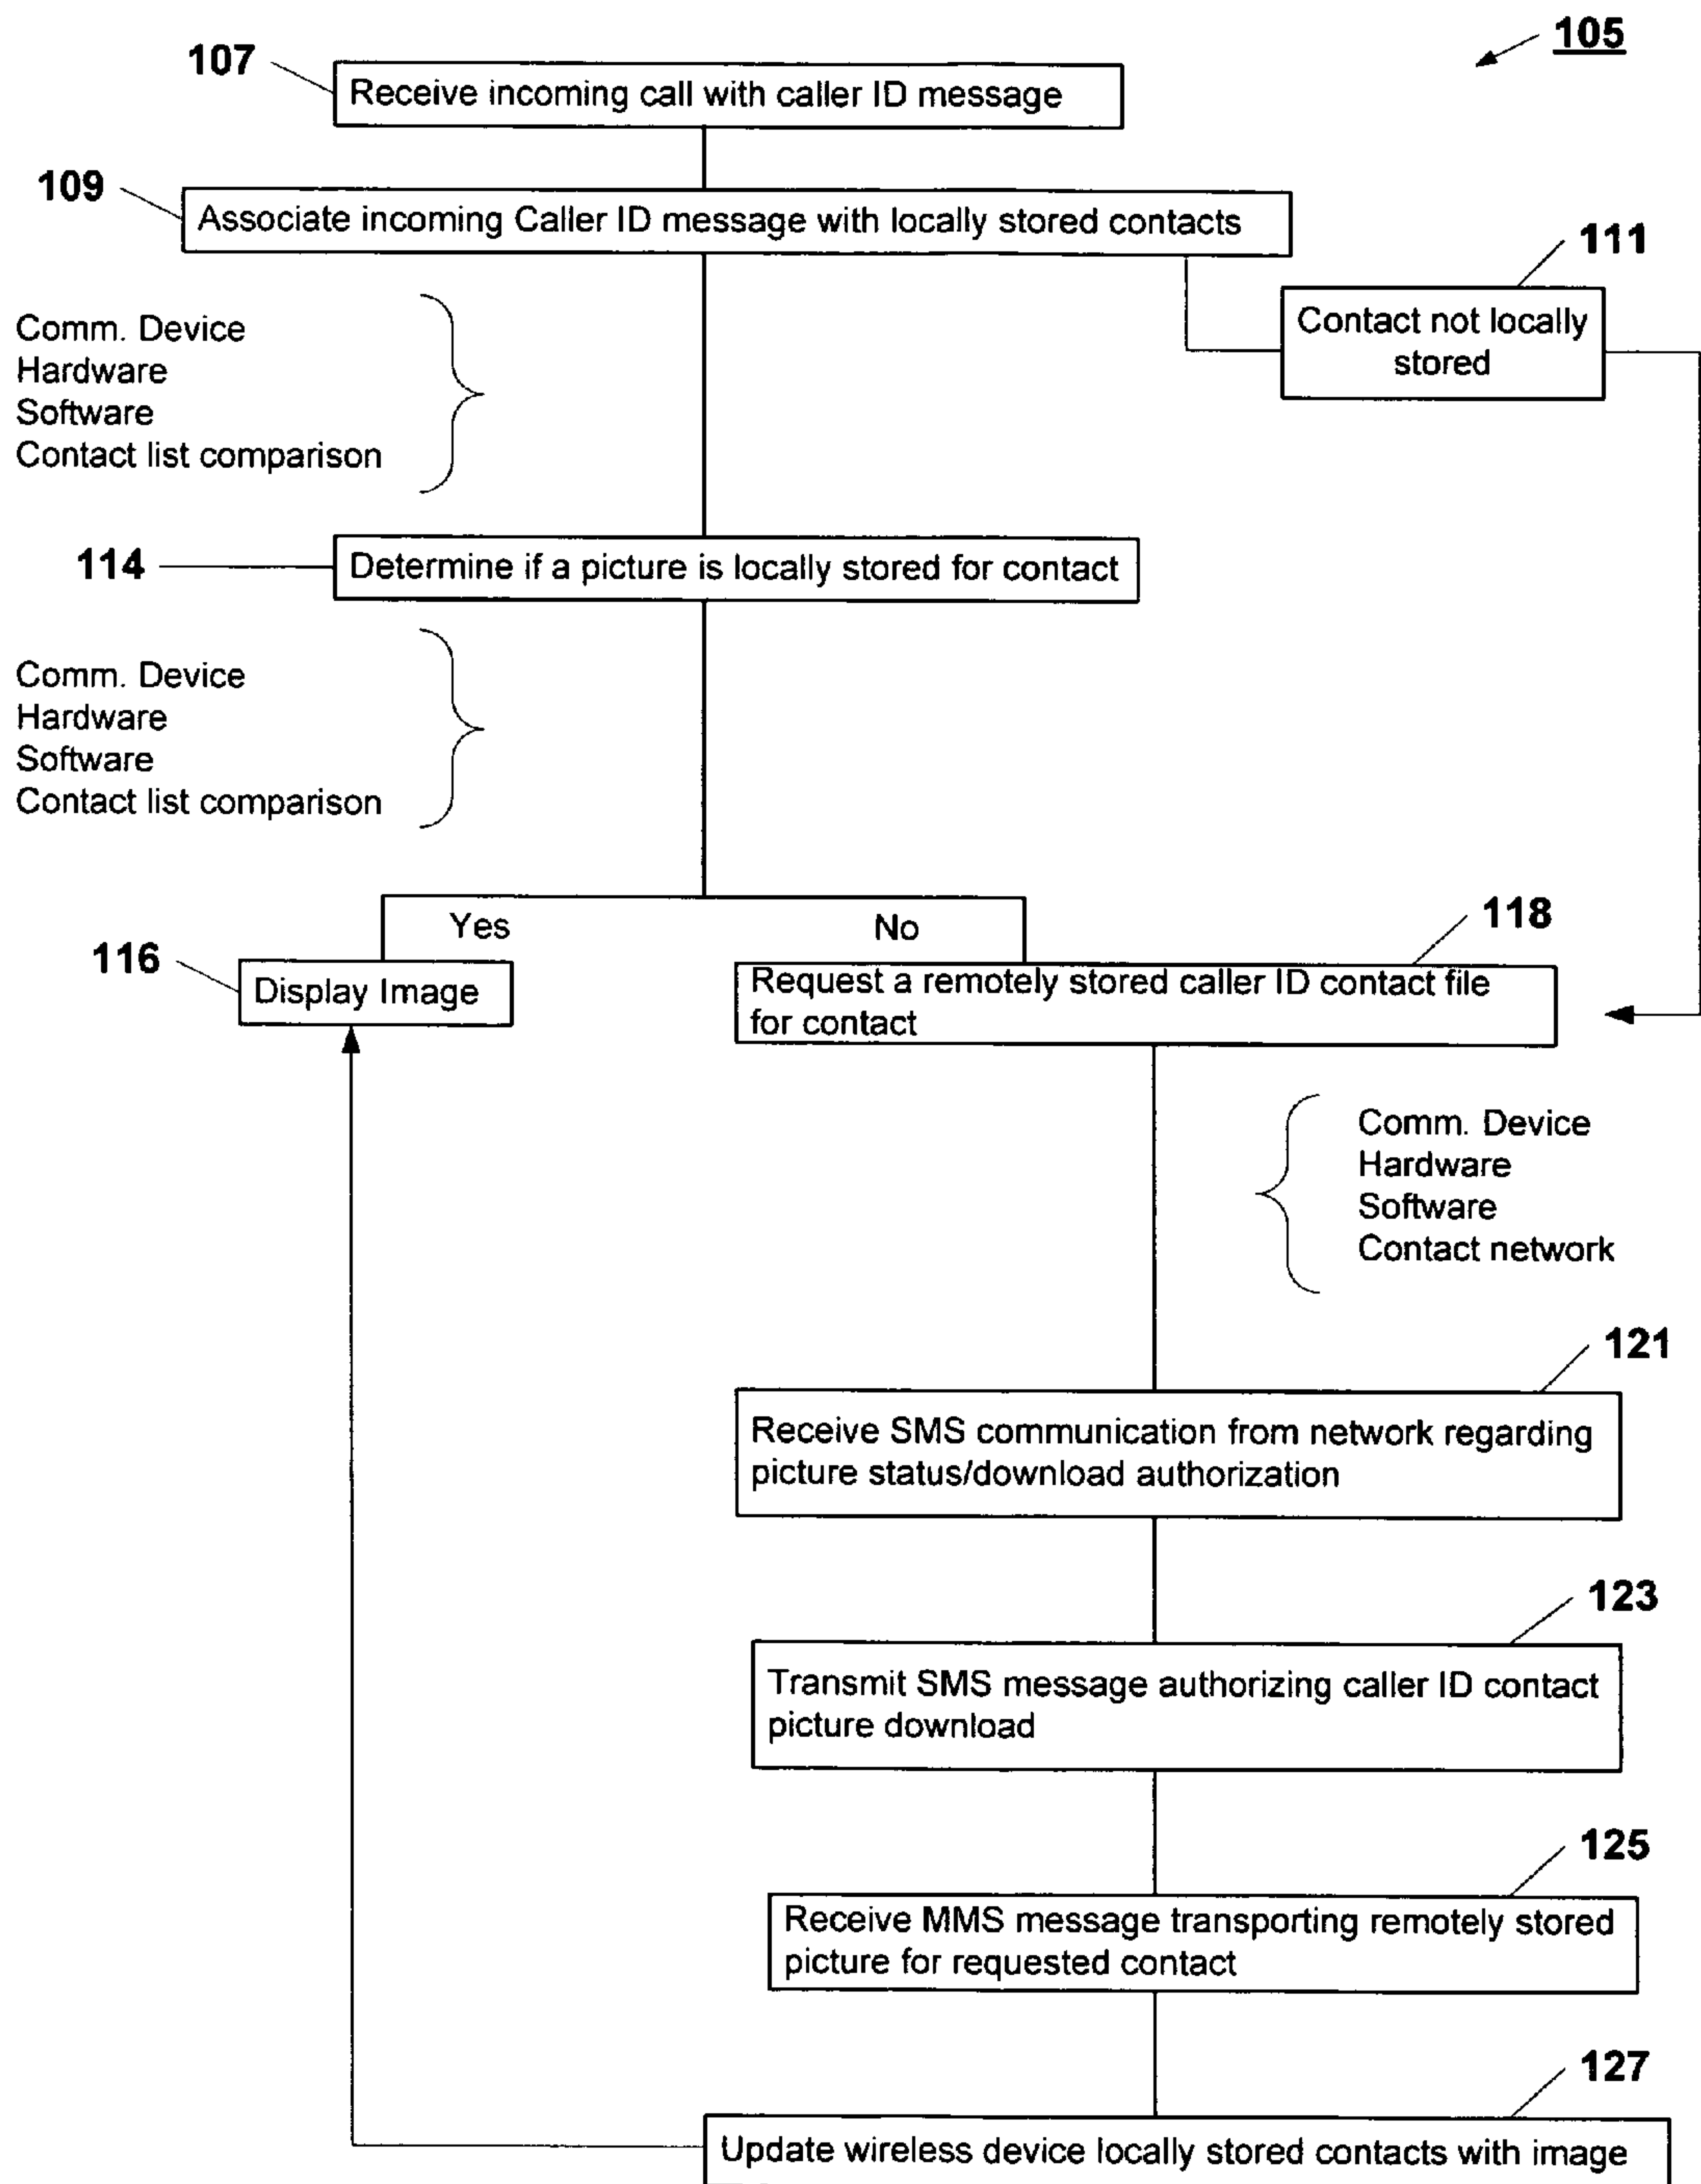 105
107
Receive incoming call with caller ID message
109
Associate incoming Caller ID message with locally stored contacts
111
Contact not locally
stored
Comm. Device
Hardware
Software
Contact list comparison
114
Determine if a picture is locally stored for contact
Comm. Device
Hardware
Software
Contact list comparison
Yes
No
116
Display Image
118
Request a remotely stored caller ID contact file
for contact
Comm. Device
Hardware
Software
Contact network
121
Receive SMS communication from network regarding
picture status/download authorization
123
Transmit SMS message authorizing caller ID contact
picture download
125
Receive MMS message transporting remotely stored
picture for requested contact
127
Update wireless device locally stored contacts with image